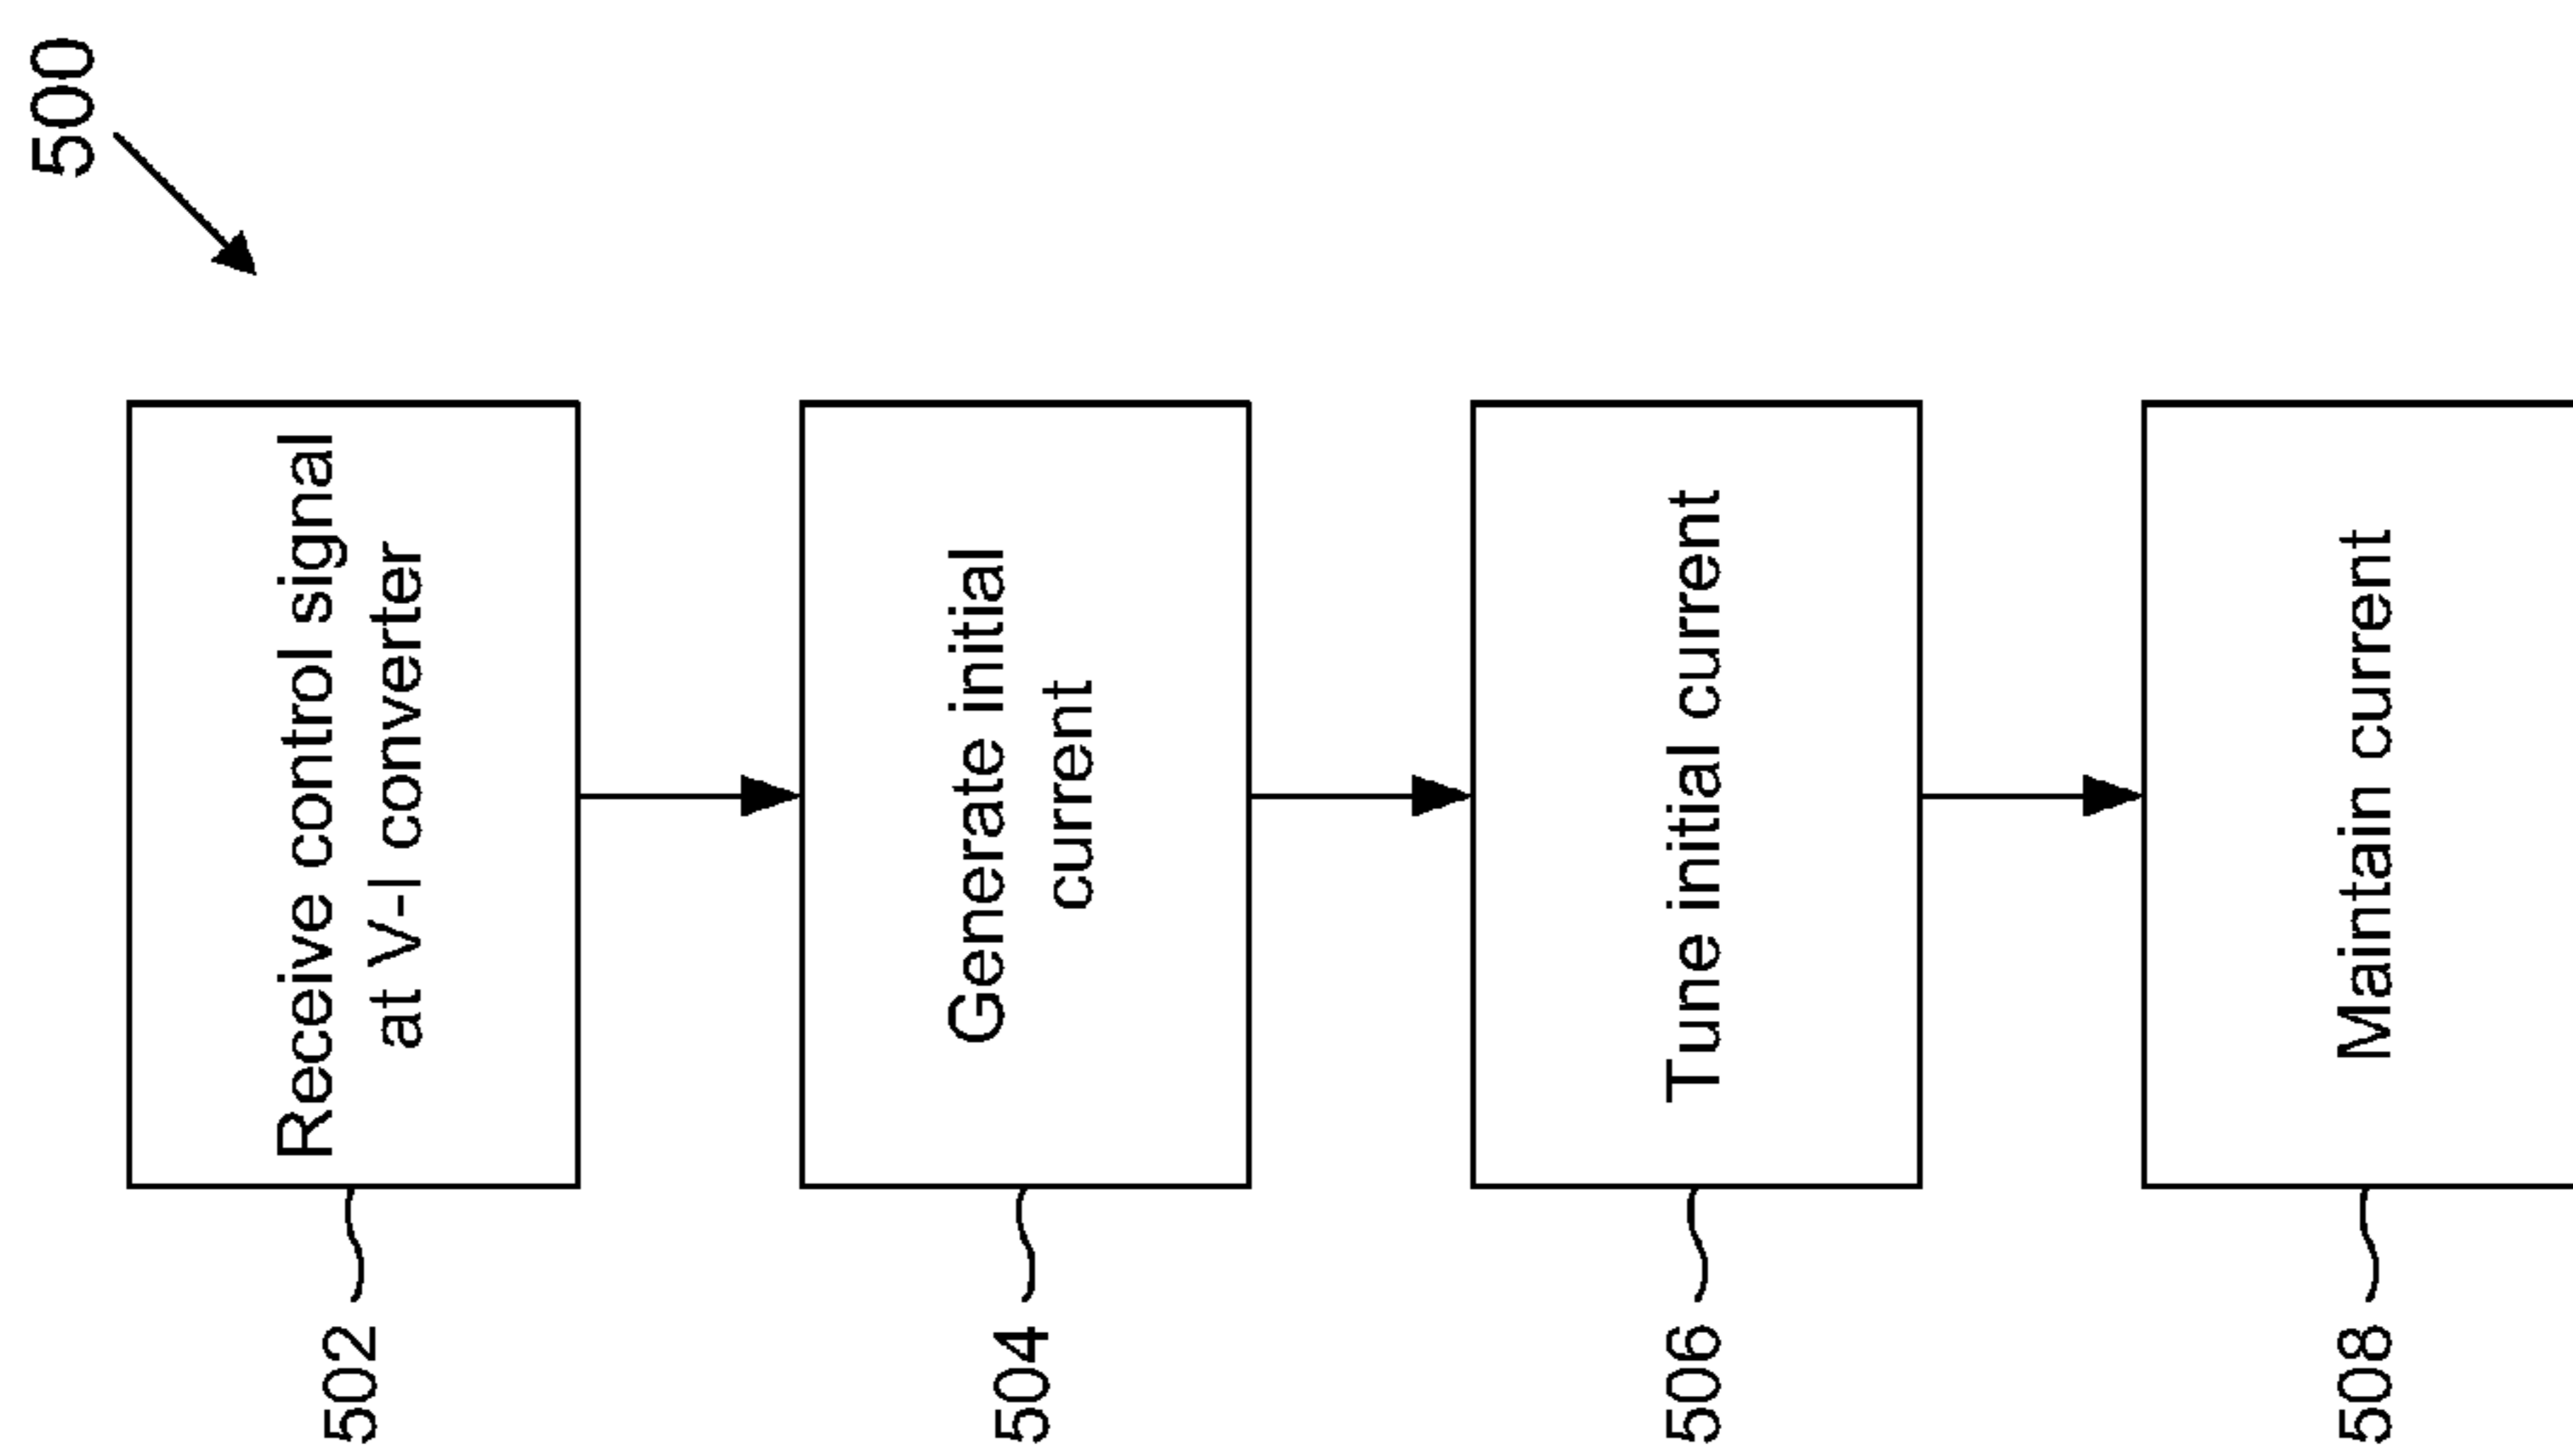 500
502
Receive control signal
at V-I converter
504
Generate initial
current
506
Tune initial current
508
Maintain current